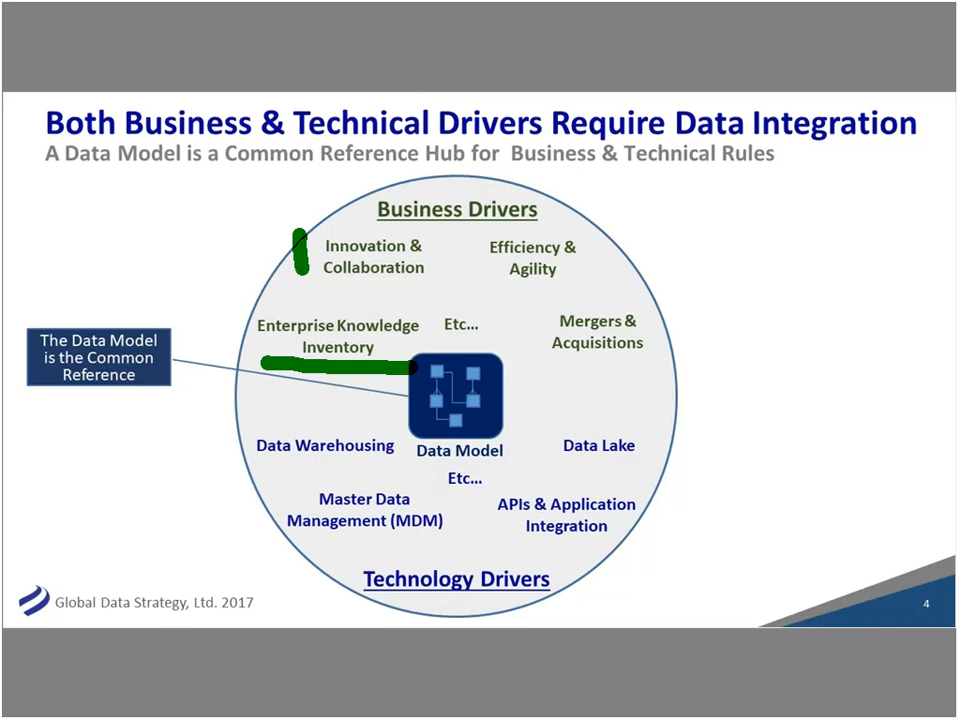 Both Business & Technical Drivers Require Data Integration
A Data Model is a Common Reference Hub for Business & Technical Rules
Business Drivers
Innovation &
Collaboration
Efficiency &
Agility
Enterprise Knowledge
Inventory
Etc...
Mergers &
Acquisitions
The Data Model
is the Common
Reference
Data Warehousing
Data Model
Data Lake
Etc...
Master Data
Management (MDM)
APIs & Application
Integration
Technology Drivers
Global Data Strategy, Ltd. 2017
4